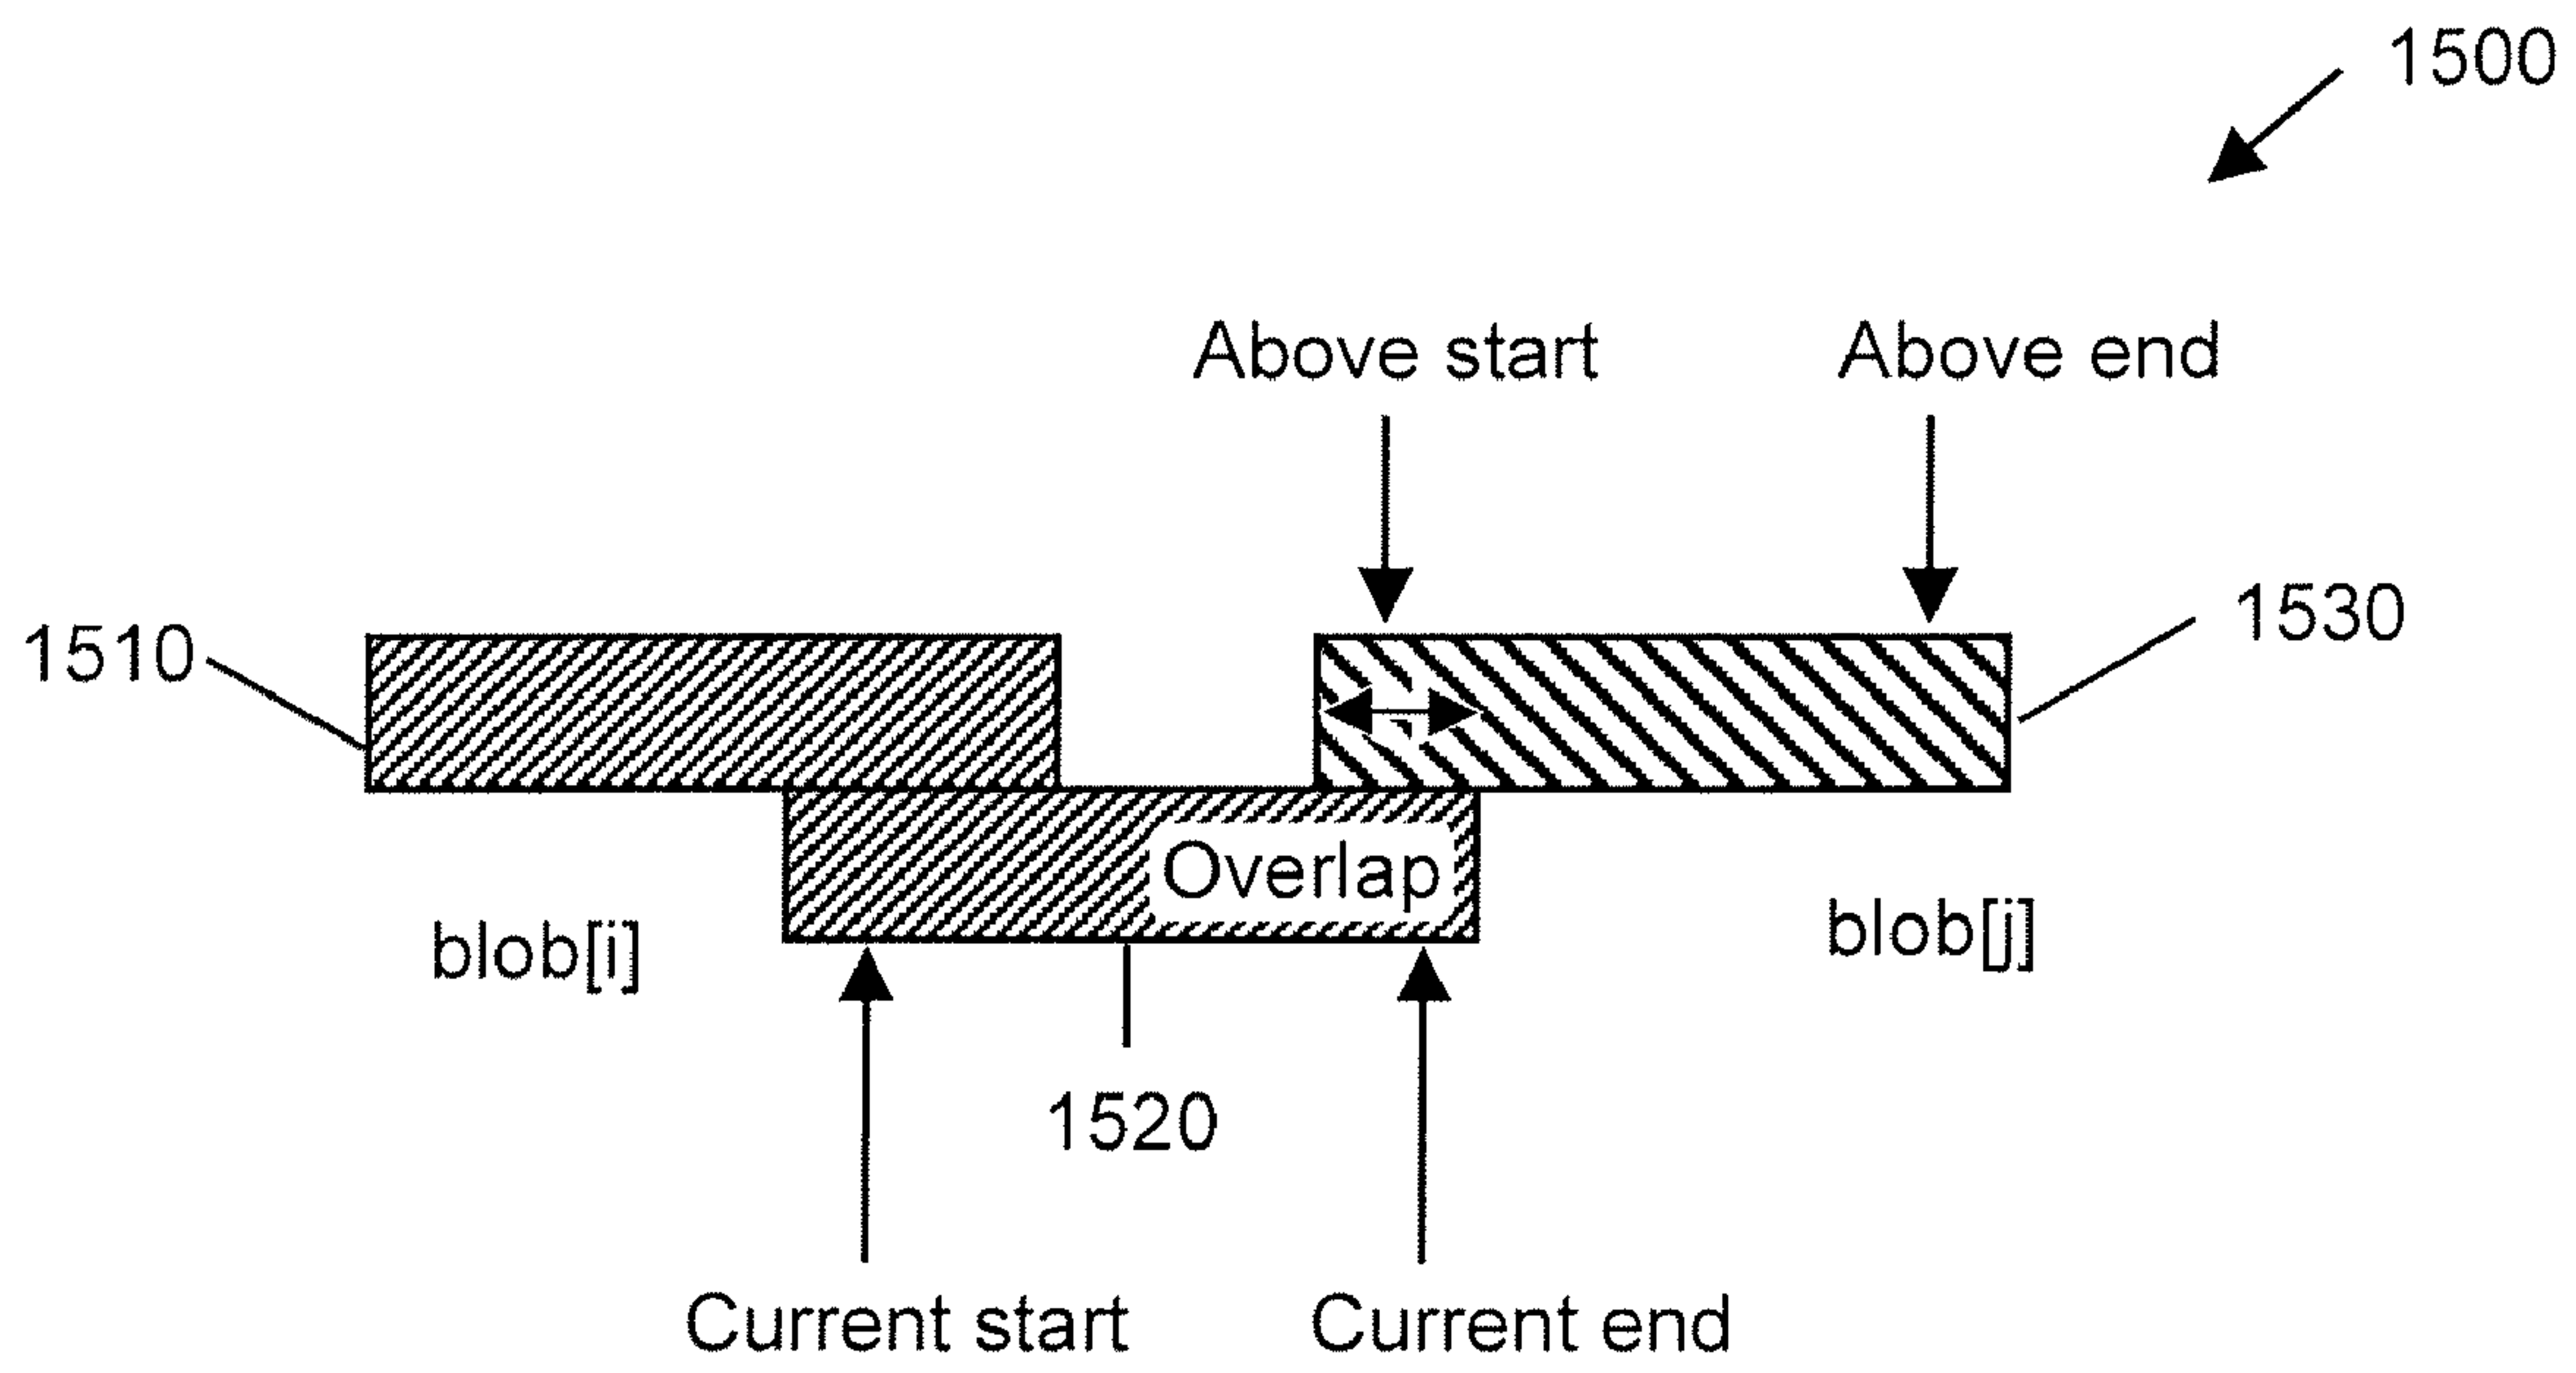 1500
Above start
Above end
1510
1530
Overlap
blob[i]
blob[j]
1520
Current start
Current end